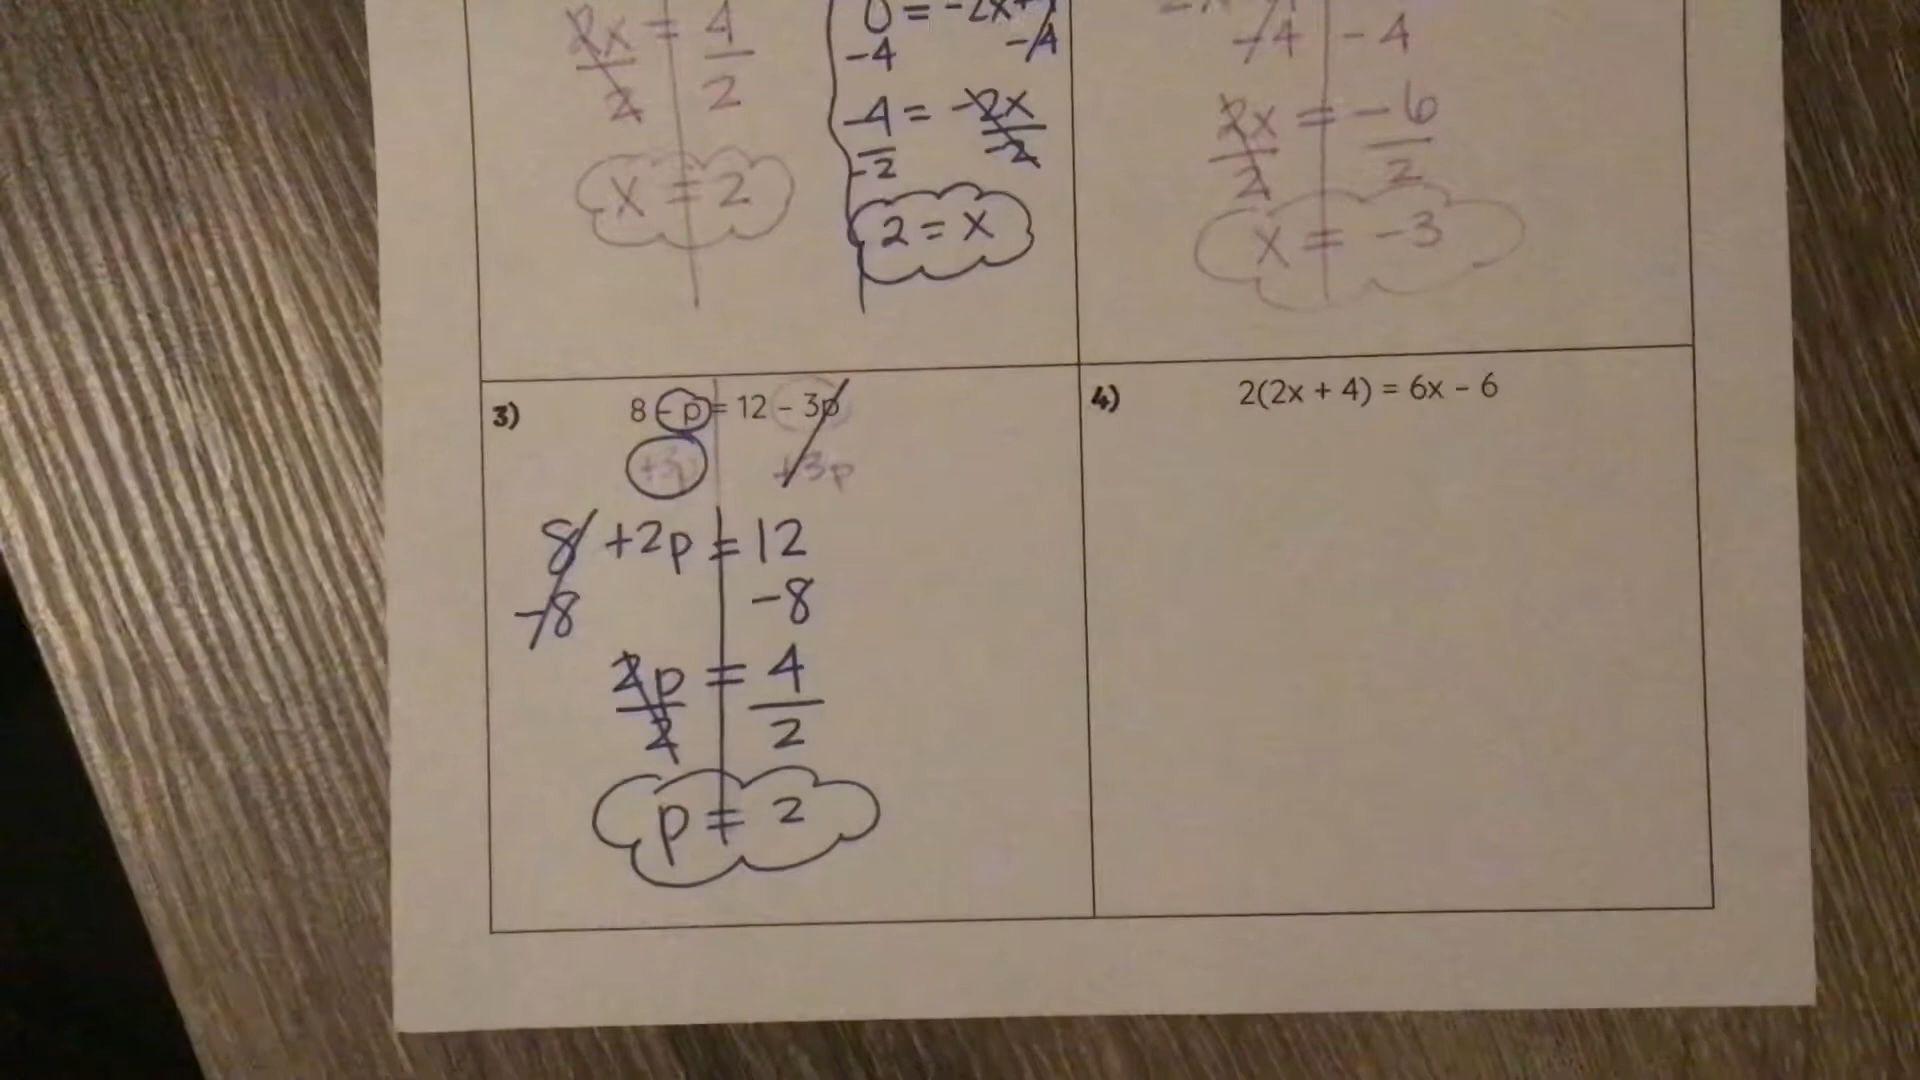 2x = 4
2 2
x = 2
0 = -2x+4
-4 -4
-4 = -2x
-2 -2
2 = x
-4 -4
2x = -6
2 2
x = -3
3) 8 - p = 12 - 3p
+3p +3p
8 +2p = 12
-8 -8
2p = 4
2 2
p = 2
4) 2(2x + 4) = 6x - 6